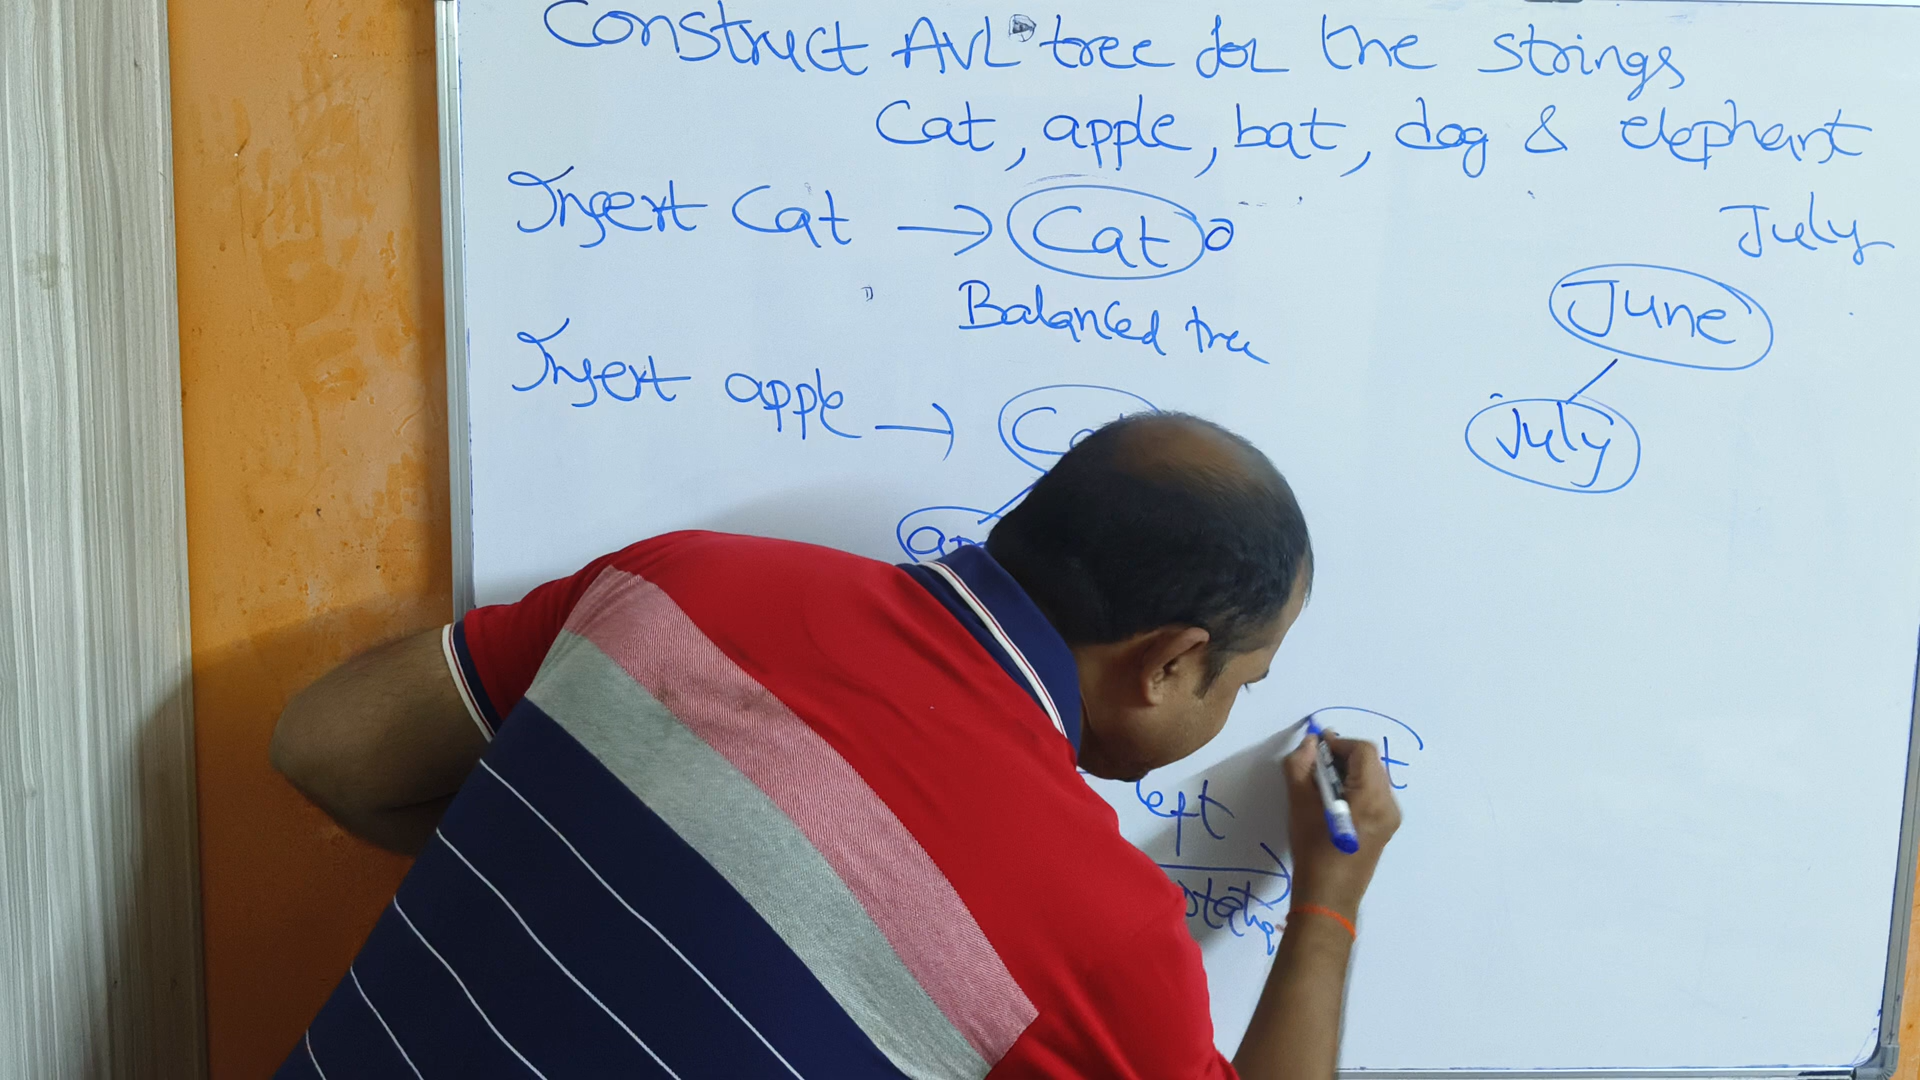 Construct AVL tree for the strings
Cat, apple, bat, dog & elephant
Insert Cat → Cat 0
Balanced tree
July
June
July
Insert apple →
left